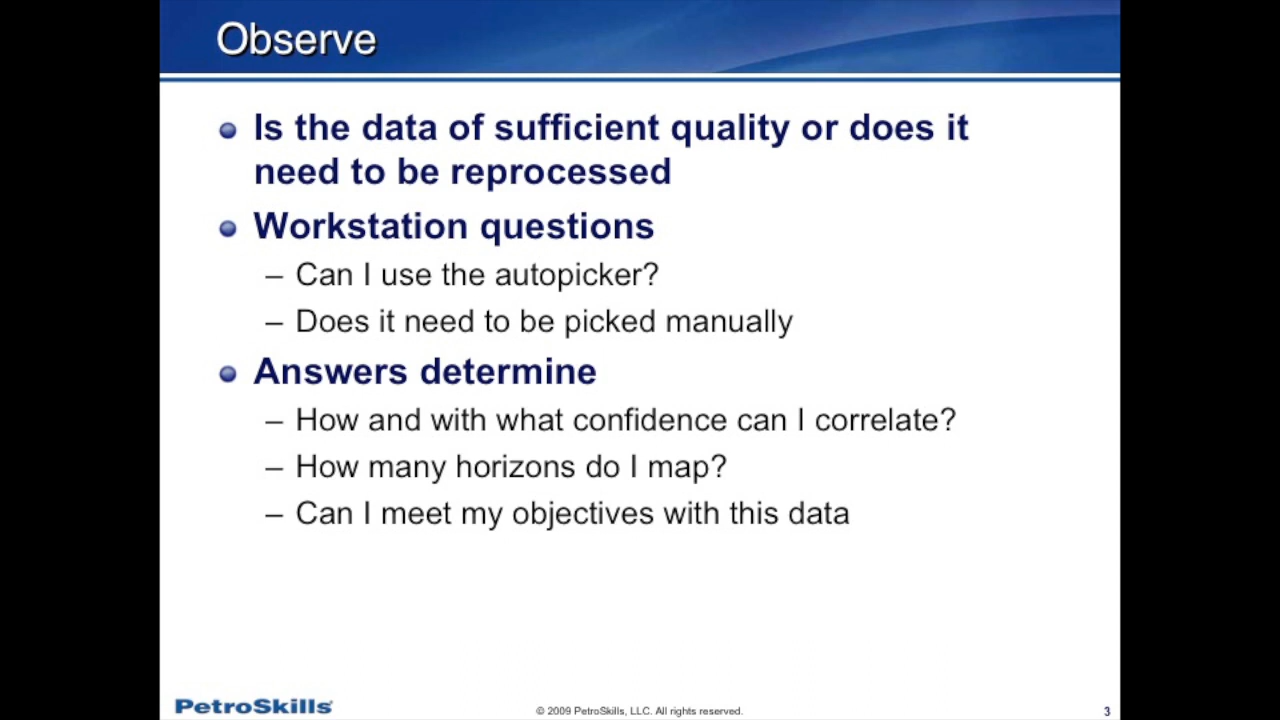 Observe
Is the data of sufficient quality or does it
need to be reprocessed
Workstation questions
– Can I use the autopicker?
– Does it need to be picked manually
Answers determine
– How and with what confidence can I correlate?
– How many horizons do I map?
– Can I meet my objectives with this data
PetroSkills
© 2009 PetroSkills, LLC. All rights reserved.
3